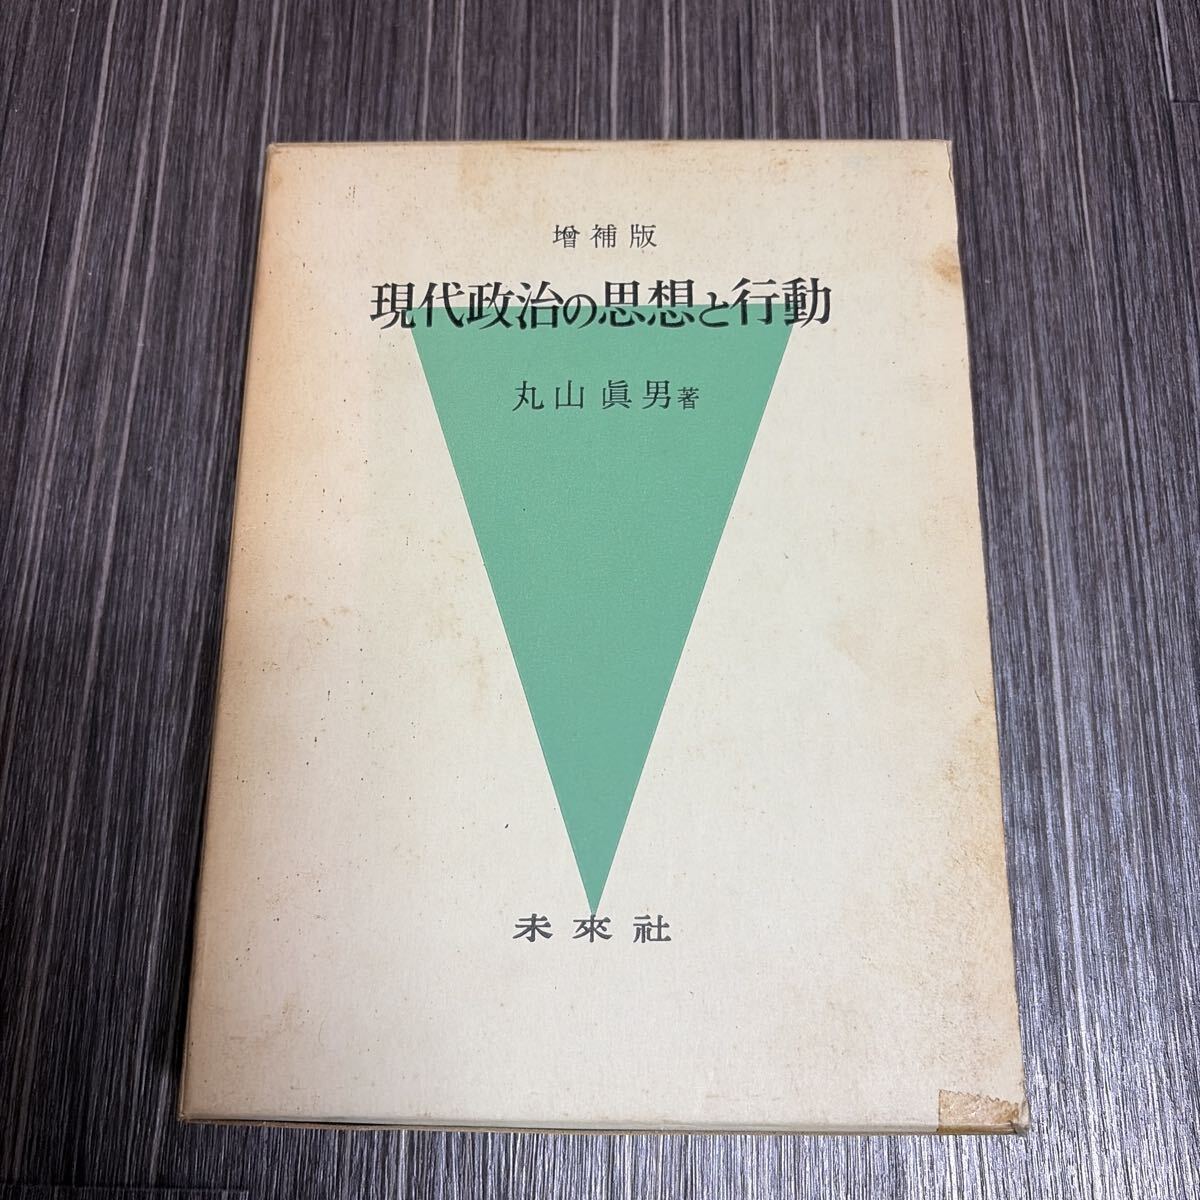 増補版
現代政治の思想と行動
丸山眞男著
未來社